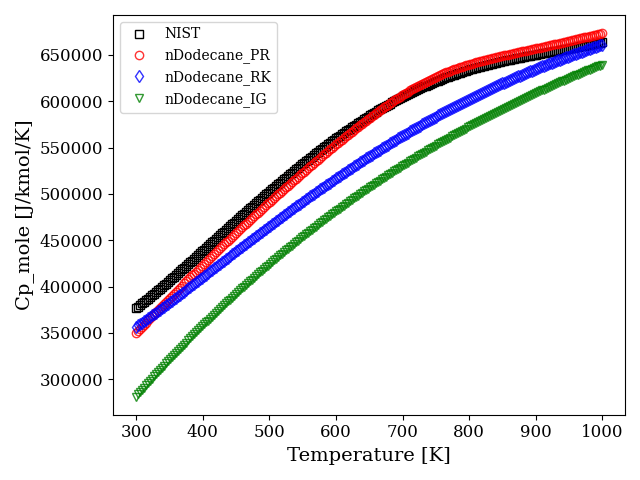 NIST
nDodecane_PR
nDodecane_RK
nDodecane_IG
Cp_mole [J/kmol/K]
650000
600000
550000
500000
450000
400000
350000
300000
300 400 500 600 700 800 900 1000
Temperature [K]